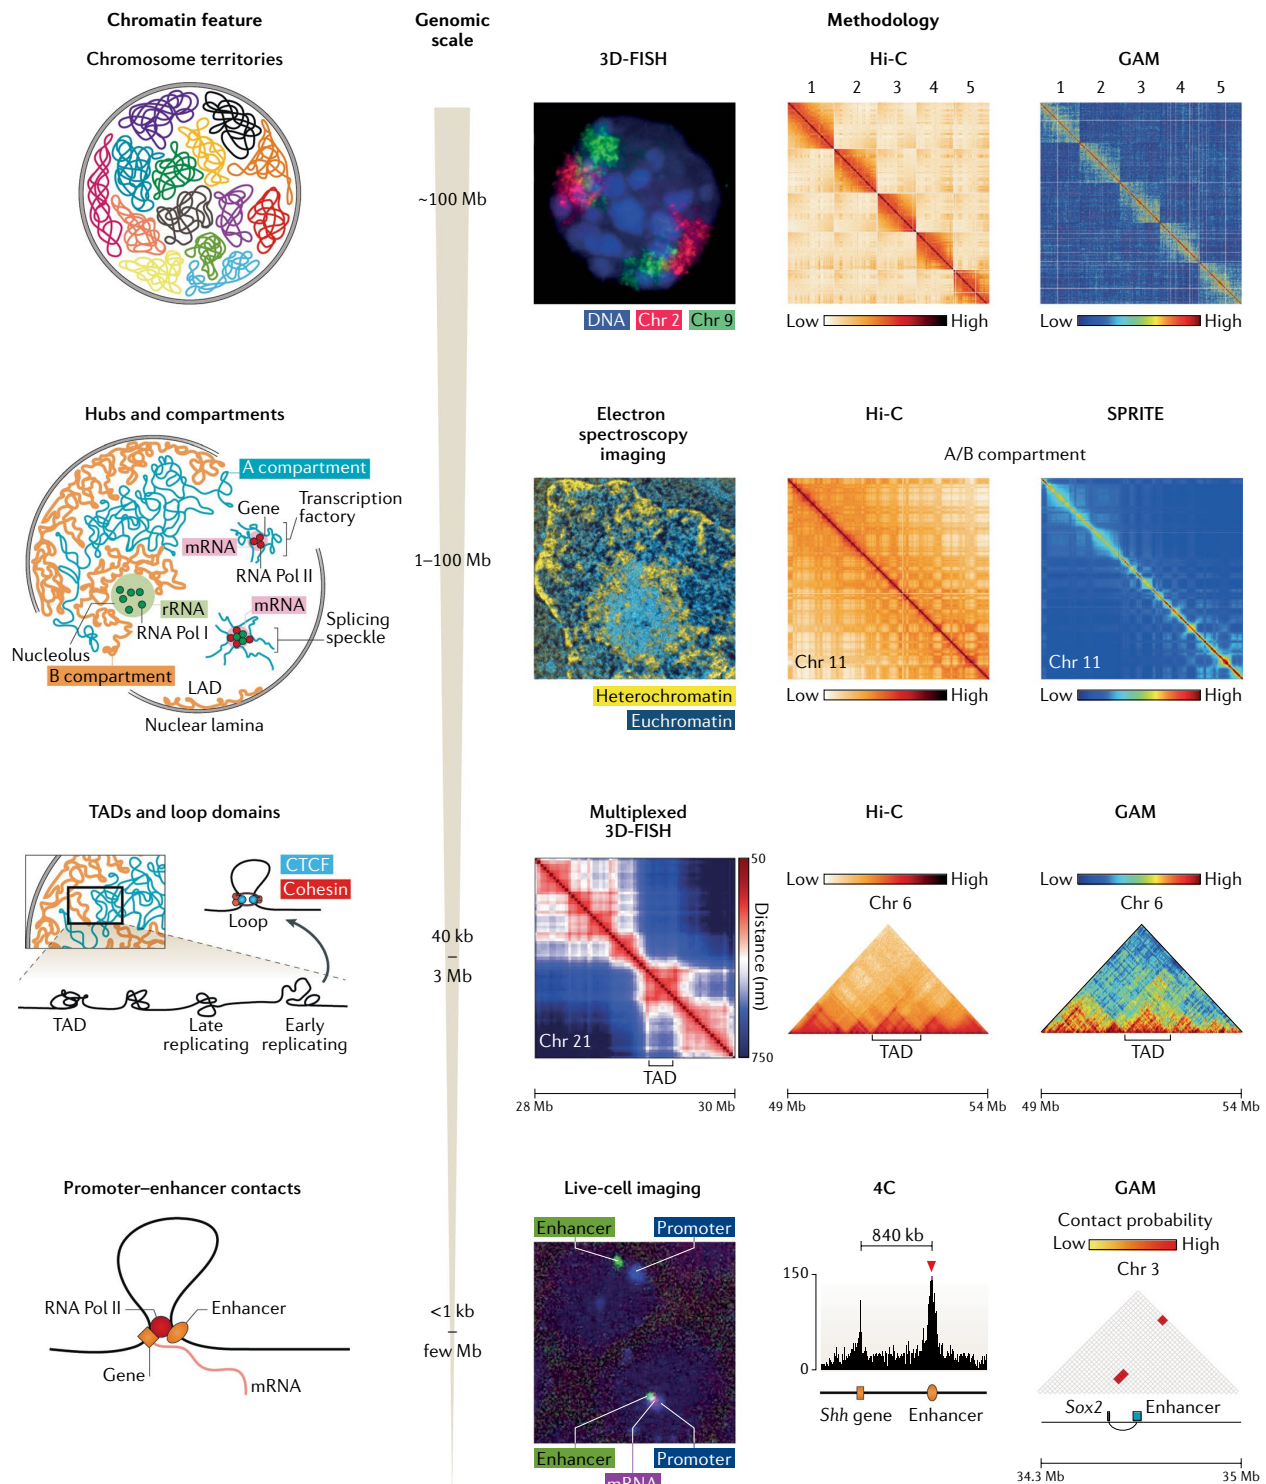 Chromatin feature
Genomic
scale
Methodology
Chromosome territories
3D-FISH
Hi-C
GAM
1 2 3 4 5
1 2 3 4 5
~100 Mb
DNA
Chr 2
Chr 9
Low
High
Low
High
Hubs and compartments
Electron
spectroscopy
imaging
Hi-C
SPRITE
A/B compartment
A compartment
Gene
Transcription
factory
mRNA
RNA Pol II
1–100 Mb
rRNA
mRNA
RNA Pol I
Splicing
speckle
Nucleolus
B compartment
LAD
Nuclear lamina
Chr 11
Chr 11
Heterochromatin
Euchromatin
Low
High
Low
High
TADs and loop domains
Multiplexed
3D-FISH
Hi-C
GAM
CTCF
Cohesin
Loop
40 kb
3 Mb
TAD
Late
replicating
Early
replicating
50
Distance (nm)
750
Chr 21
TAD
28 Mb
30 Mb
Low
High
Chr 6
TAD
49 Mb
54 Mb
Low
High
Chr 6
TAD
49 Mb
54 Mb
Promoter–enhancer contacts
Live-cell imaging
4C
GAM
RNA Pol II
Enhancer
Gene
mRNA
<1 kb
few Mb
Enhancer
Promoter
Enhancer
Promoter
mRNA
840 kb
150
0
Shh gene
Enhancer
Contact probability
Low
High
Chr 3
Sox2
Enhancer
34.3 Mb
35 Mb